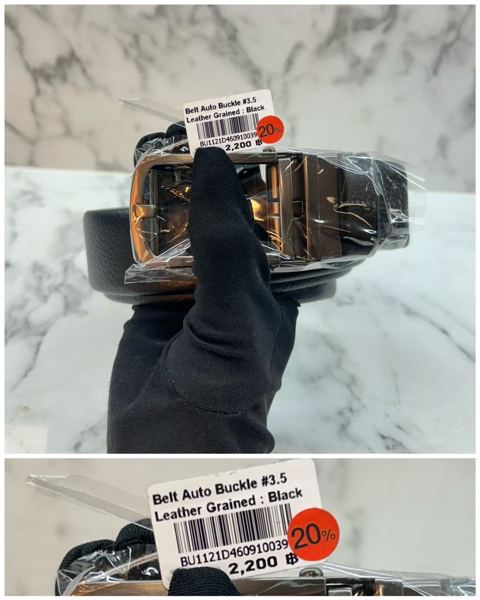 Belt Auto Buckle #3.5
Leather Grained : Black
20%
BU1121D460910039
2,200 ฿
Belt Auto Buckle #3.5
Leather Grained : Black
20%
BU1121D460910039
2,200 ฿